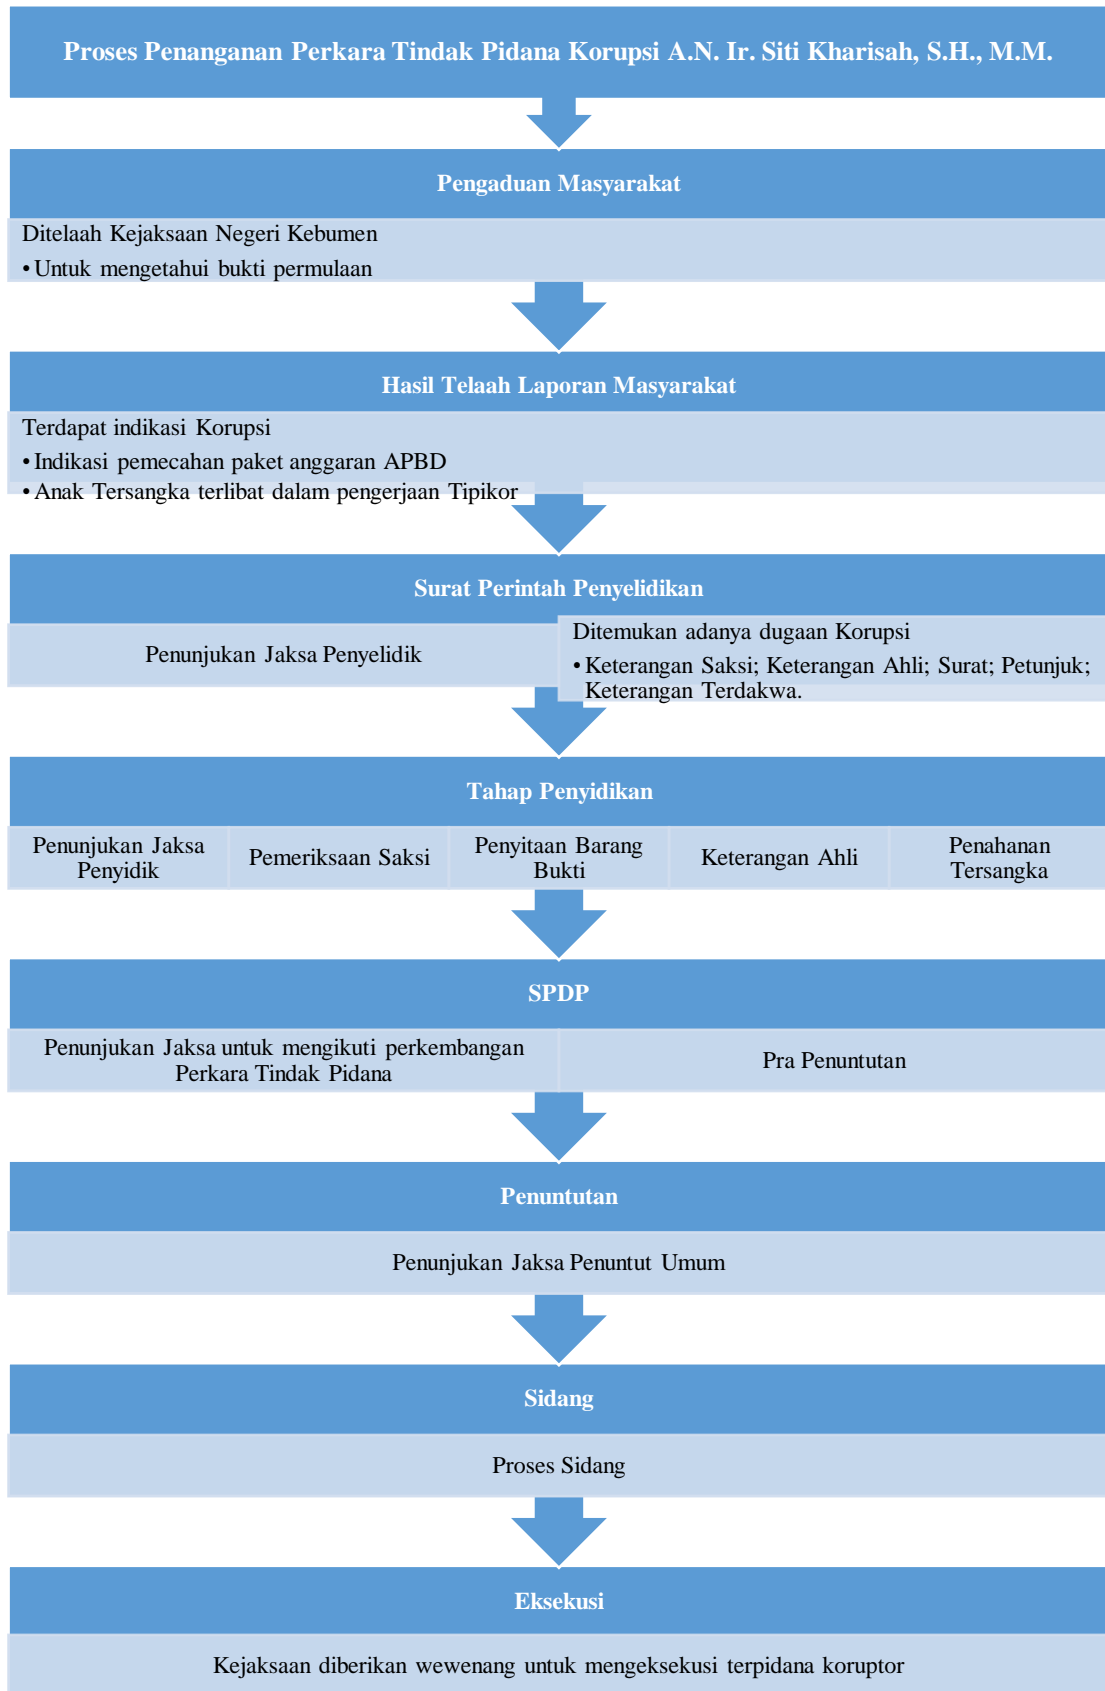 Proses Penanganan Perkara Tindak Pidana Korupsi A.N. Ir. Siti Kharisah, S.H., M.M.
Pengaduan Masyarakat
Ditelaah Kejaksaan Negeri Kebumen
• Untuk mengetahui bukti permulaan
Hasil Telaah Laporan Masyarakat
Terdapat indikasi Korupsi
• Indikasi pemecahan paket anggaran APBD
• Anak Tersangka terlibat dalam pengerjaan Tipikor
Surat Perintah Penyelidikan
Penunjukan Jaksa Penyelidik
Ditemukan adanya dugaan Korupsi
• Keterangan Saksi; Keterangan Ahli; Surat; Petunjuk;
Keterangan Terdakwa.
Tahap Penyidikan
Penunjukan Jaksa
Penyidik
Pemeriksaan Saksi
Penyitaan Barang
Bukti
Keterangan Ahli
Penahanan
Tersangka
SPDP
Penunjukan Jaksa untuk mengikuti perkembangan
Perkara Tindak Pidana
Pra Penuntutan
Penuntutan
Penunjukan Jaksa Penuntut Umum
Sidang
Proses Sidang
Eksekusi
Kejaksaan diberikan wewenang untuk mengeksekusi terpidana koruptor